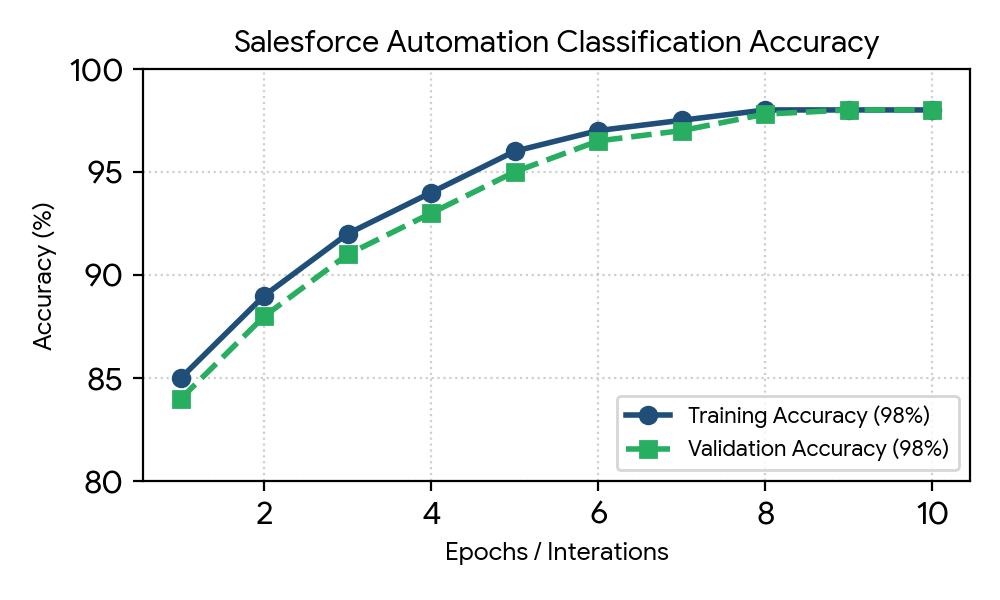 Salesforce Automation Classification Accuracy
100
95
90
85
80
Accuracy (%)
Training Accuracy (98%)
Validation Accuracy (98%)
2 4 6 8 10
Epochs / Interations